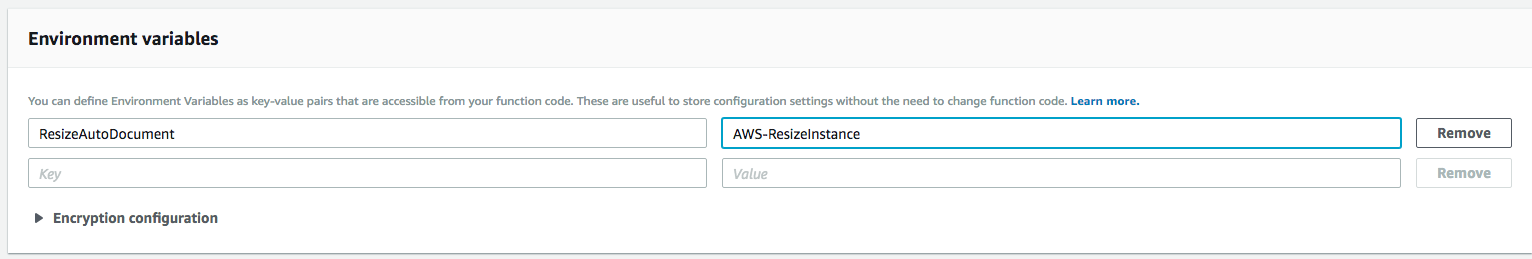 Environment variables
You can define Environment Variables as key-value pairs that are accessible from your function code. These are useful to store configuration settings without the need to change function code. Learn more.
ResizeAutoDocument AWS-ResizeInstance Remove
Key Value Remove
Encryption configuration